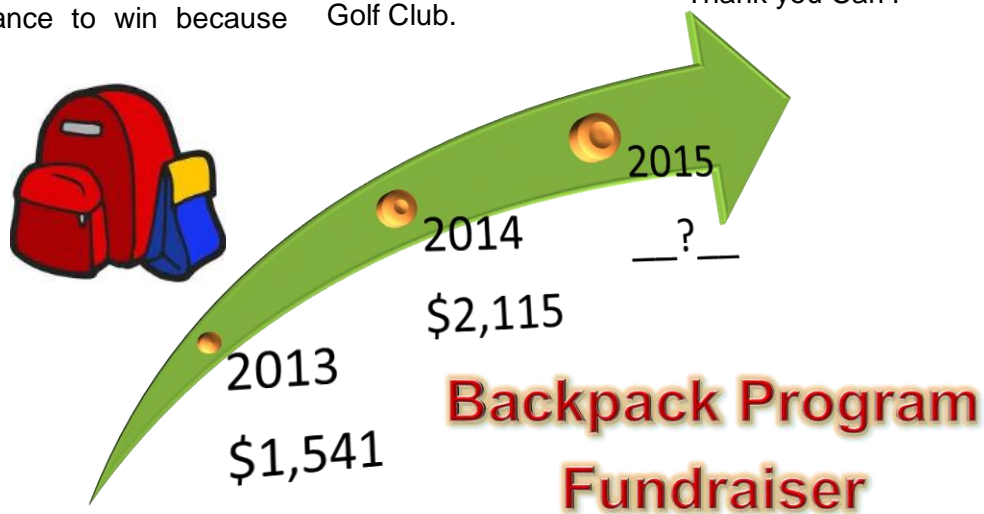 ance to win because
Golf Club.
2013
$1,541
2014
$2,115
2015
__?__
Backpack Program
Fundraiser